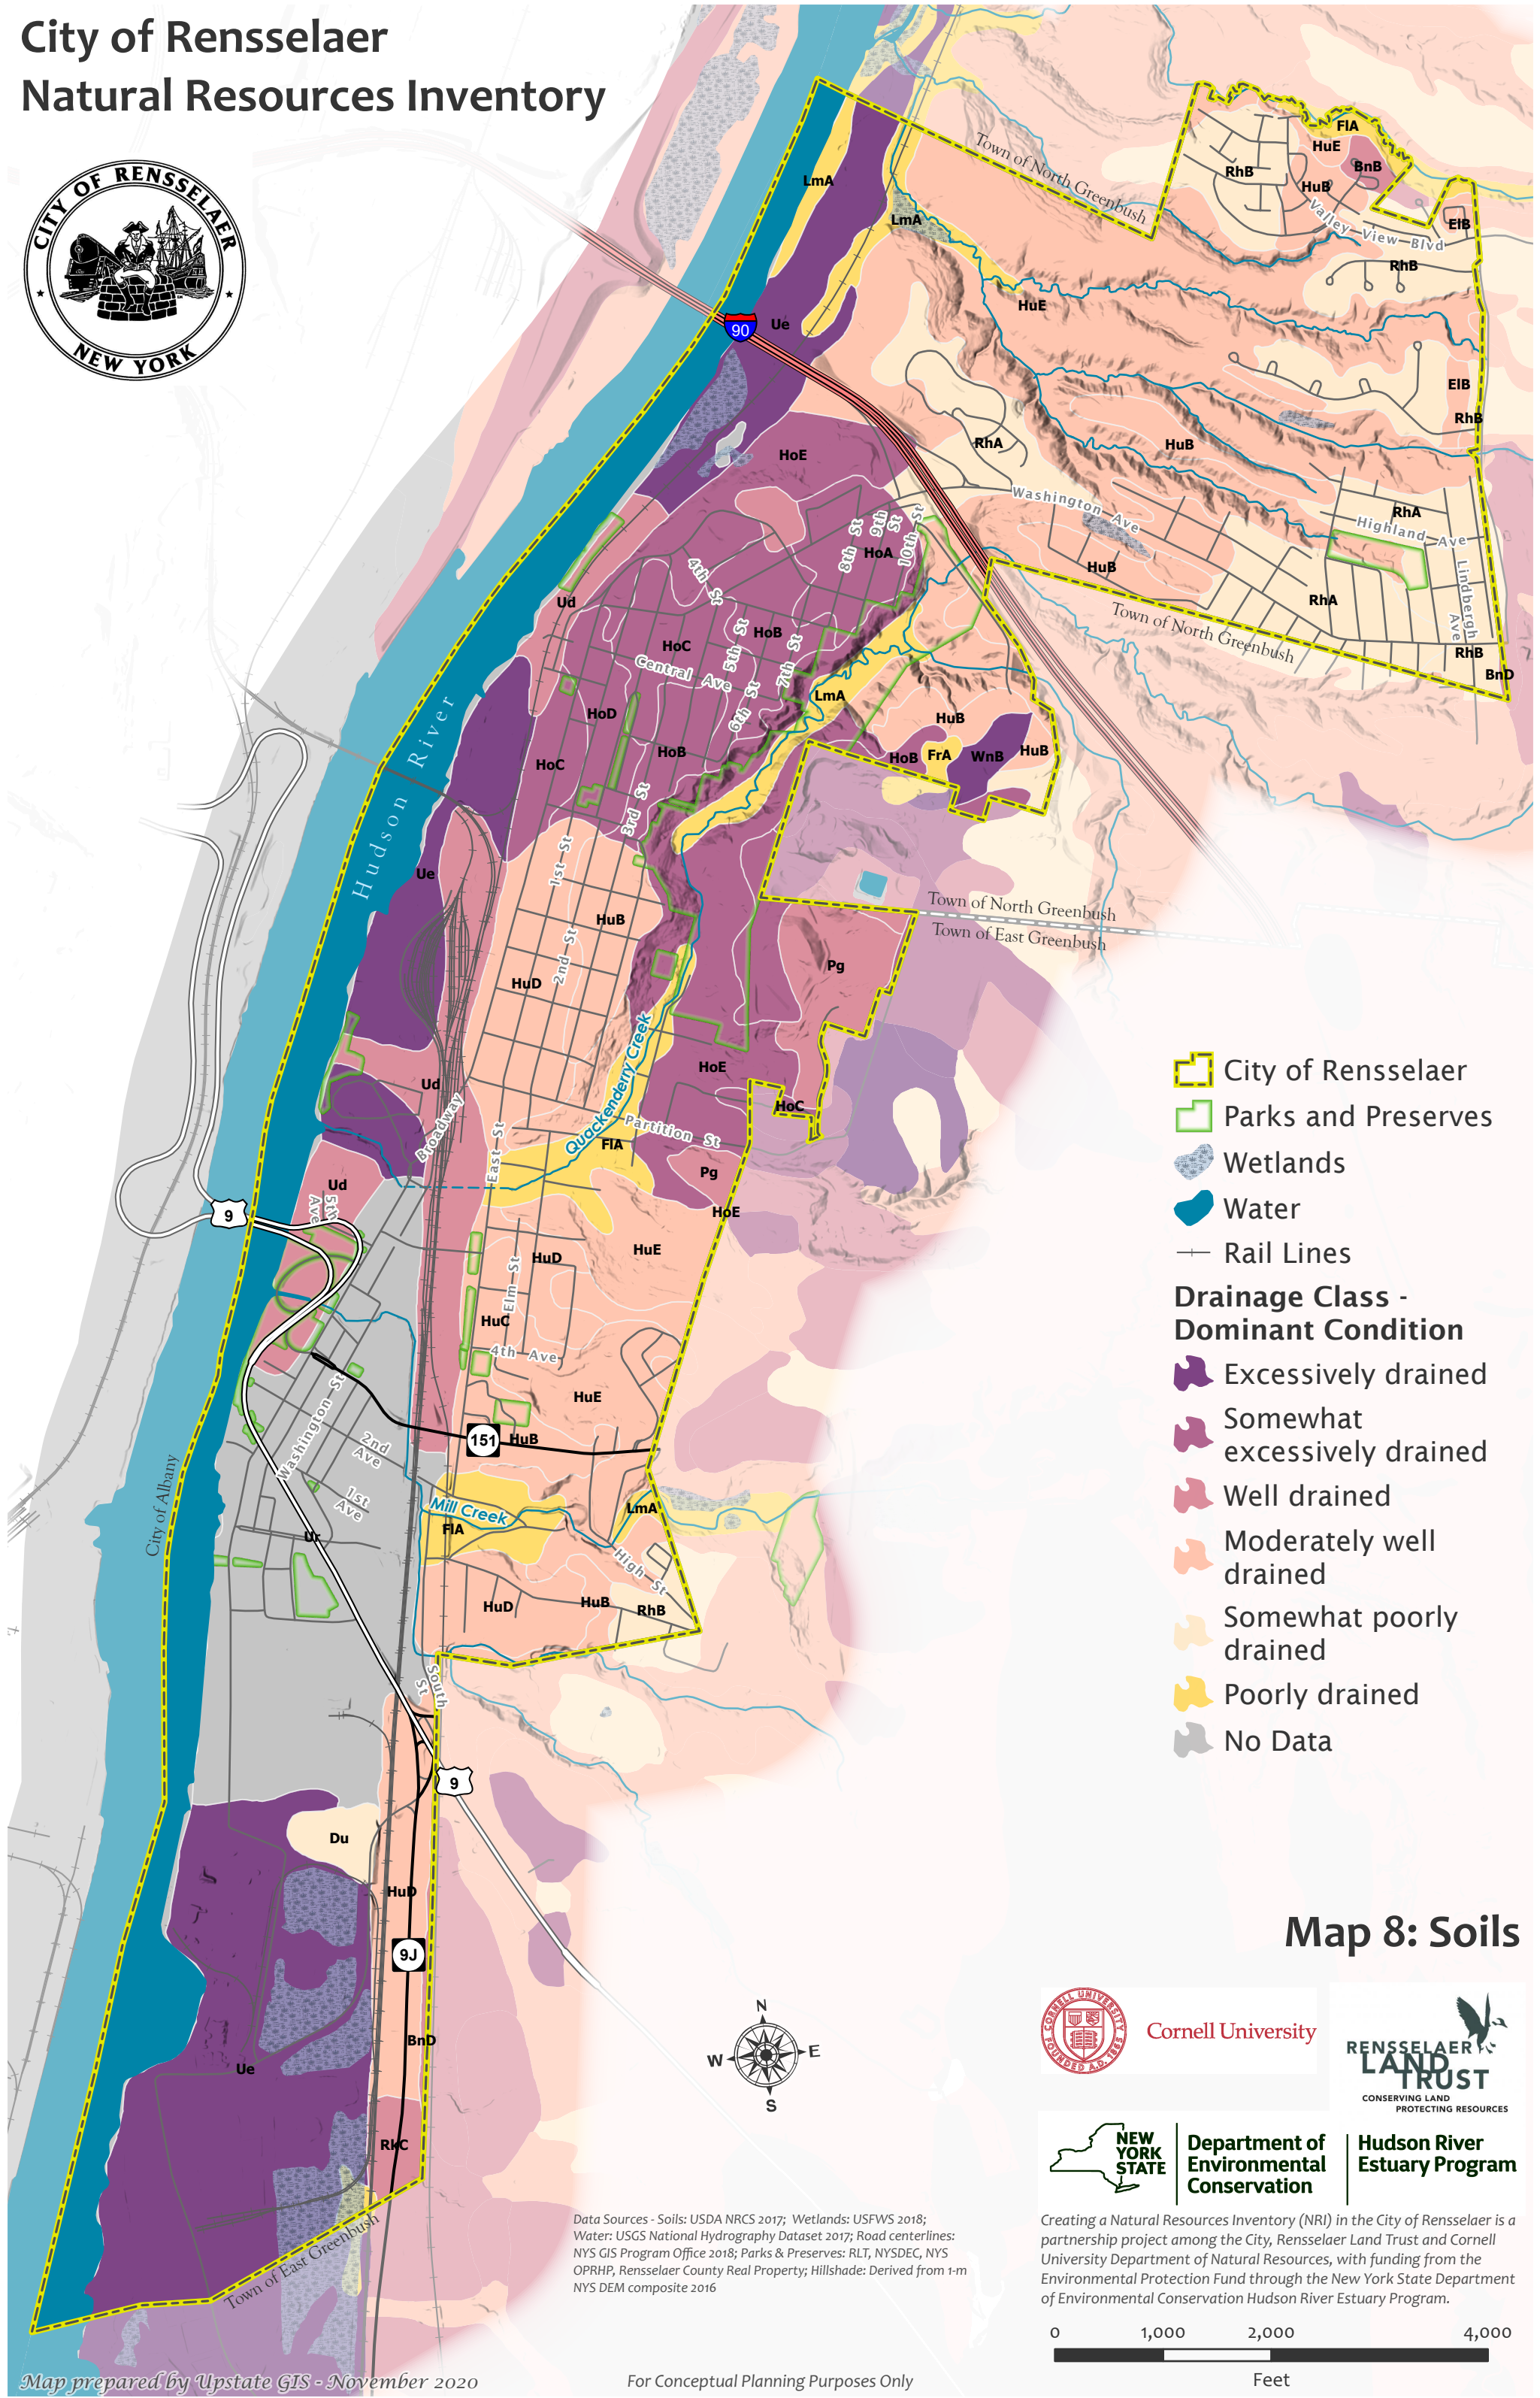 City of Rensselaer
Natural Resources Inventory
CITY OF RENSSELAER
NEW YORK
Town of North Greenbush
FlA
HuE
BnB
RhB
HuB
Valley View Blvd
ElB
RhB
LmA
LmA
HuE
90
Ue
ElB
RhB
RhA
HuB
HoE
Washington Ave
RhA
Highland Ave
8th St
9th St
10th St
HoA
HuB
Lindbergh Ave
4th St
Ud
RhA
Town of North Greenbush
HoB
HoC
5th St
7th St
Central Ave
6th St
RhB
BnD
LmA
HoD
HuB
HoB
HoC
HoB
FrA
WnB
HuB
Hudson River
3rd St
1st St
Ue
HuB
Town of North Greenbush
Town of East Greenbush
2nd St
HuD
Pg
Quackenderry Creek
HoE
Ud
HoC
Broadway
Partition St
East St
FlA
Pg
Ud
5th Ave
HoE
9
HuD
HuE
Elm St
HuC
4th Ave
HuE
Washington St
151
HuB
2nd Ave
1st Ave
City of Albany
Mill Creek
LmA
FlA
Ur
High St
HuD
HuB
RhB
South St
9
Du
HuD
9J
BnD
Ue
RkC
Town of East Greenbush
City of Rensselaer
Parks and Preserves
Wetlands
Water
Rail Lines
Drainage Class -
Dominant Condition
Excessively drained
Somewhat
excessively drained
Well drained
Moderately well
drained
Somewhat poorly
drained
Poorly drained
No Data
Map 8: Soils
N
W
E
S
CORNELL UNIVERSITY
FOUNDED A.D. 1865
Cornell University
RENSSELAER
LAND
TRUST
CONSERVING LAND
PROTECTING RESOURCES
NEW
YORK
STATE
Department of
Environmental
Conservation
Hudson River
Estuary Program
Data Sources - Soils: USDA NRCS 2017; Wetlands: USFWS 2018;
Water: USGS National Hydrography Dataset 2017; Road centerlines:
NYS GIS Program Office 2018; Parks & Preserves: RLT, NYSDEC, NYS
OPRHP, Rensselaer County Real Property; Hillshade: Derived from 1-m
NYS DEM composite 2016
Creating a Natural Resources Inventory (NRI) in the City of Rensselaer is a
partnership project among the City, Rensselaer Land Trust and Cornell
University Department of Natural Resources, with funding from the
Environmental Protection Fund through the New York State Department
of Environmental Conservation Hudson River Estuary Program.
0 1,000 2,000 4,000
Feet
Map prepared by Upstate GIS - November 2020
For Conceptual Planning Purposes Only